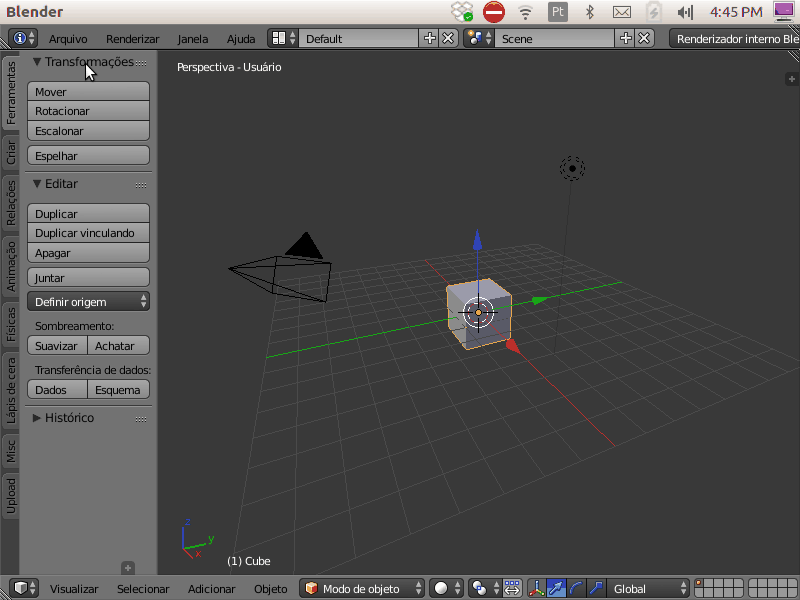 Blender
Pt
4:45 PM
Arquivo Renderizar Janela Ajuda Default Scene Renderizador interno Ble
Transformações
Perspectiva - Usuário
Ferramentas
Mover
Rotacionar
Escalonar
Criar
Espelhar
Relações
Editar
Duplicar
Duplicar vinculando
Animação
Apagar
Juntar
Definir origem
Físicas
Sombreamento:
Suavizar Achatar
Lápis de cera
Transferência de dados:
Dados Esquema
Histórico
Misc
Upload
z
y
x
(1) Cube
Visualizar Selecionar Adicionar Objeto Modo de objeto Global